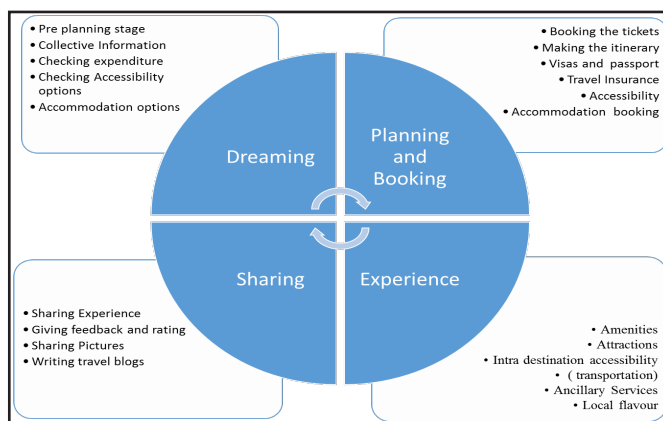 • Pre planning stage
• Collective Information
• Checking expenditure
• Checking Accessibility
options
• Accommodation options
• Booking the tickets
• Making the itinerary
• Visas and passport
• Travel Insurance
• Accessibility
• Accommodation booking
Dreaming
Planning
and
Booking
Sharing
Experience
• Sharing Experience
• Giving feedback and rating
• Sharing Pictures
• Writing travel blogs
• Amenities
• Attractions
• Intra destination accessibility
• ( transportation)
• Ancillary Services
• Local flavour